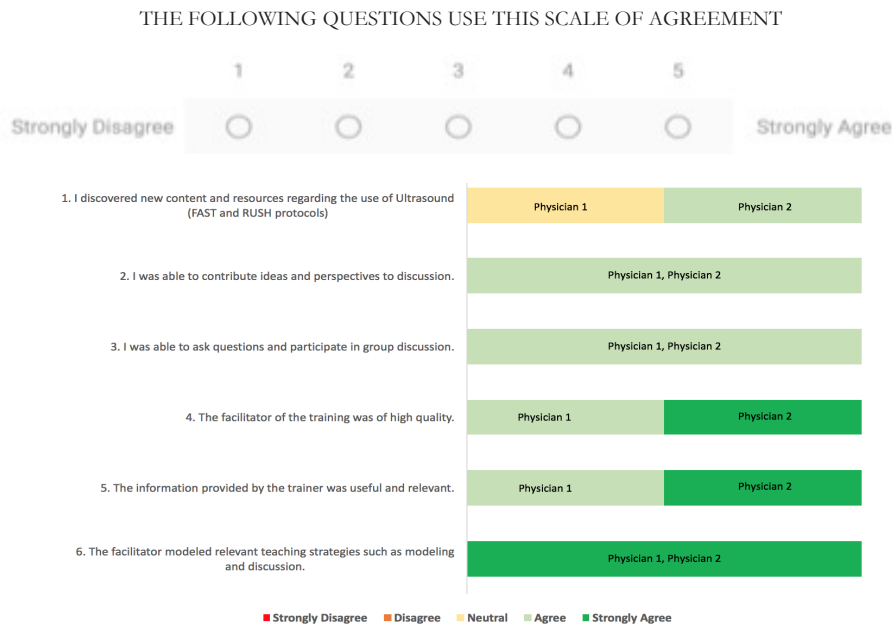 THE FOLLOWING QUESTIONS USE THIS SCALE OF AGREEMENT
1 2 3 4 5
Strongly Disagree Strongly Agree
1. I discovered new content and resources regarding the use of Ultrasound
(FAST and RUSH protocols)
Physician 1 Physician 2
2. I was able to contribute ideas and perspectives to discussion.
Physician 1, Physician 2
3. I was able to ask questions and participate in group discussion.
Physician 1, Physician 2
4. The facilitator of the training was of high quality.
Physician 1 Physician 2
5. The information provided by the trainer was useful and relevant.
Physician 1 Physician 2
6. The facilitator modeled relevant teaching strategies such as modeling
and discussion.
Physician 1, Physician 2
Strongly Disagree Disagree Neutral Agree Strongly Agree